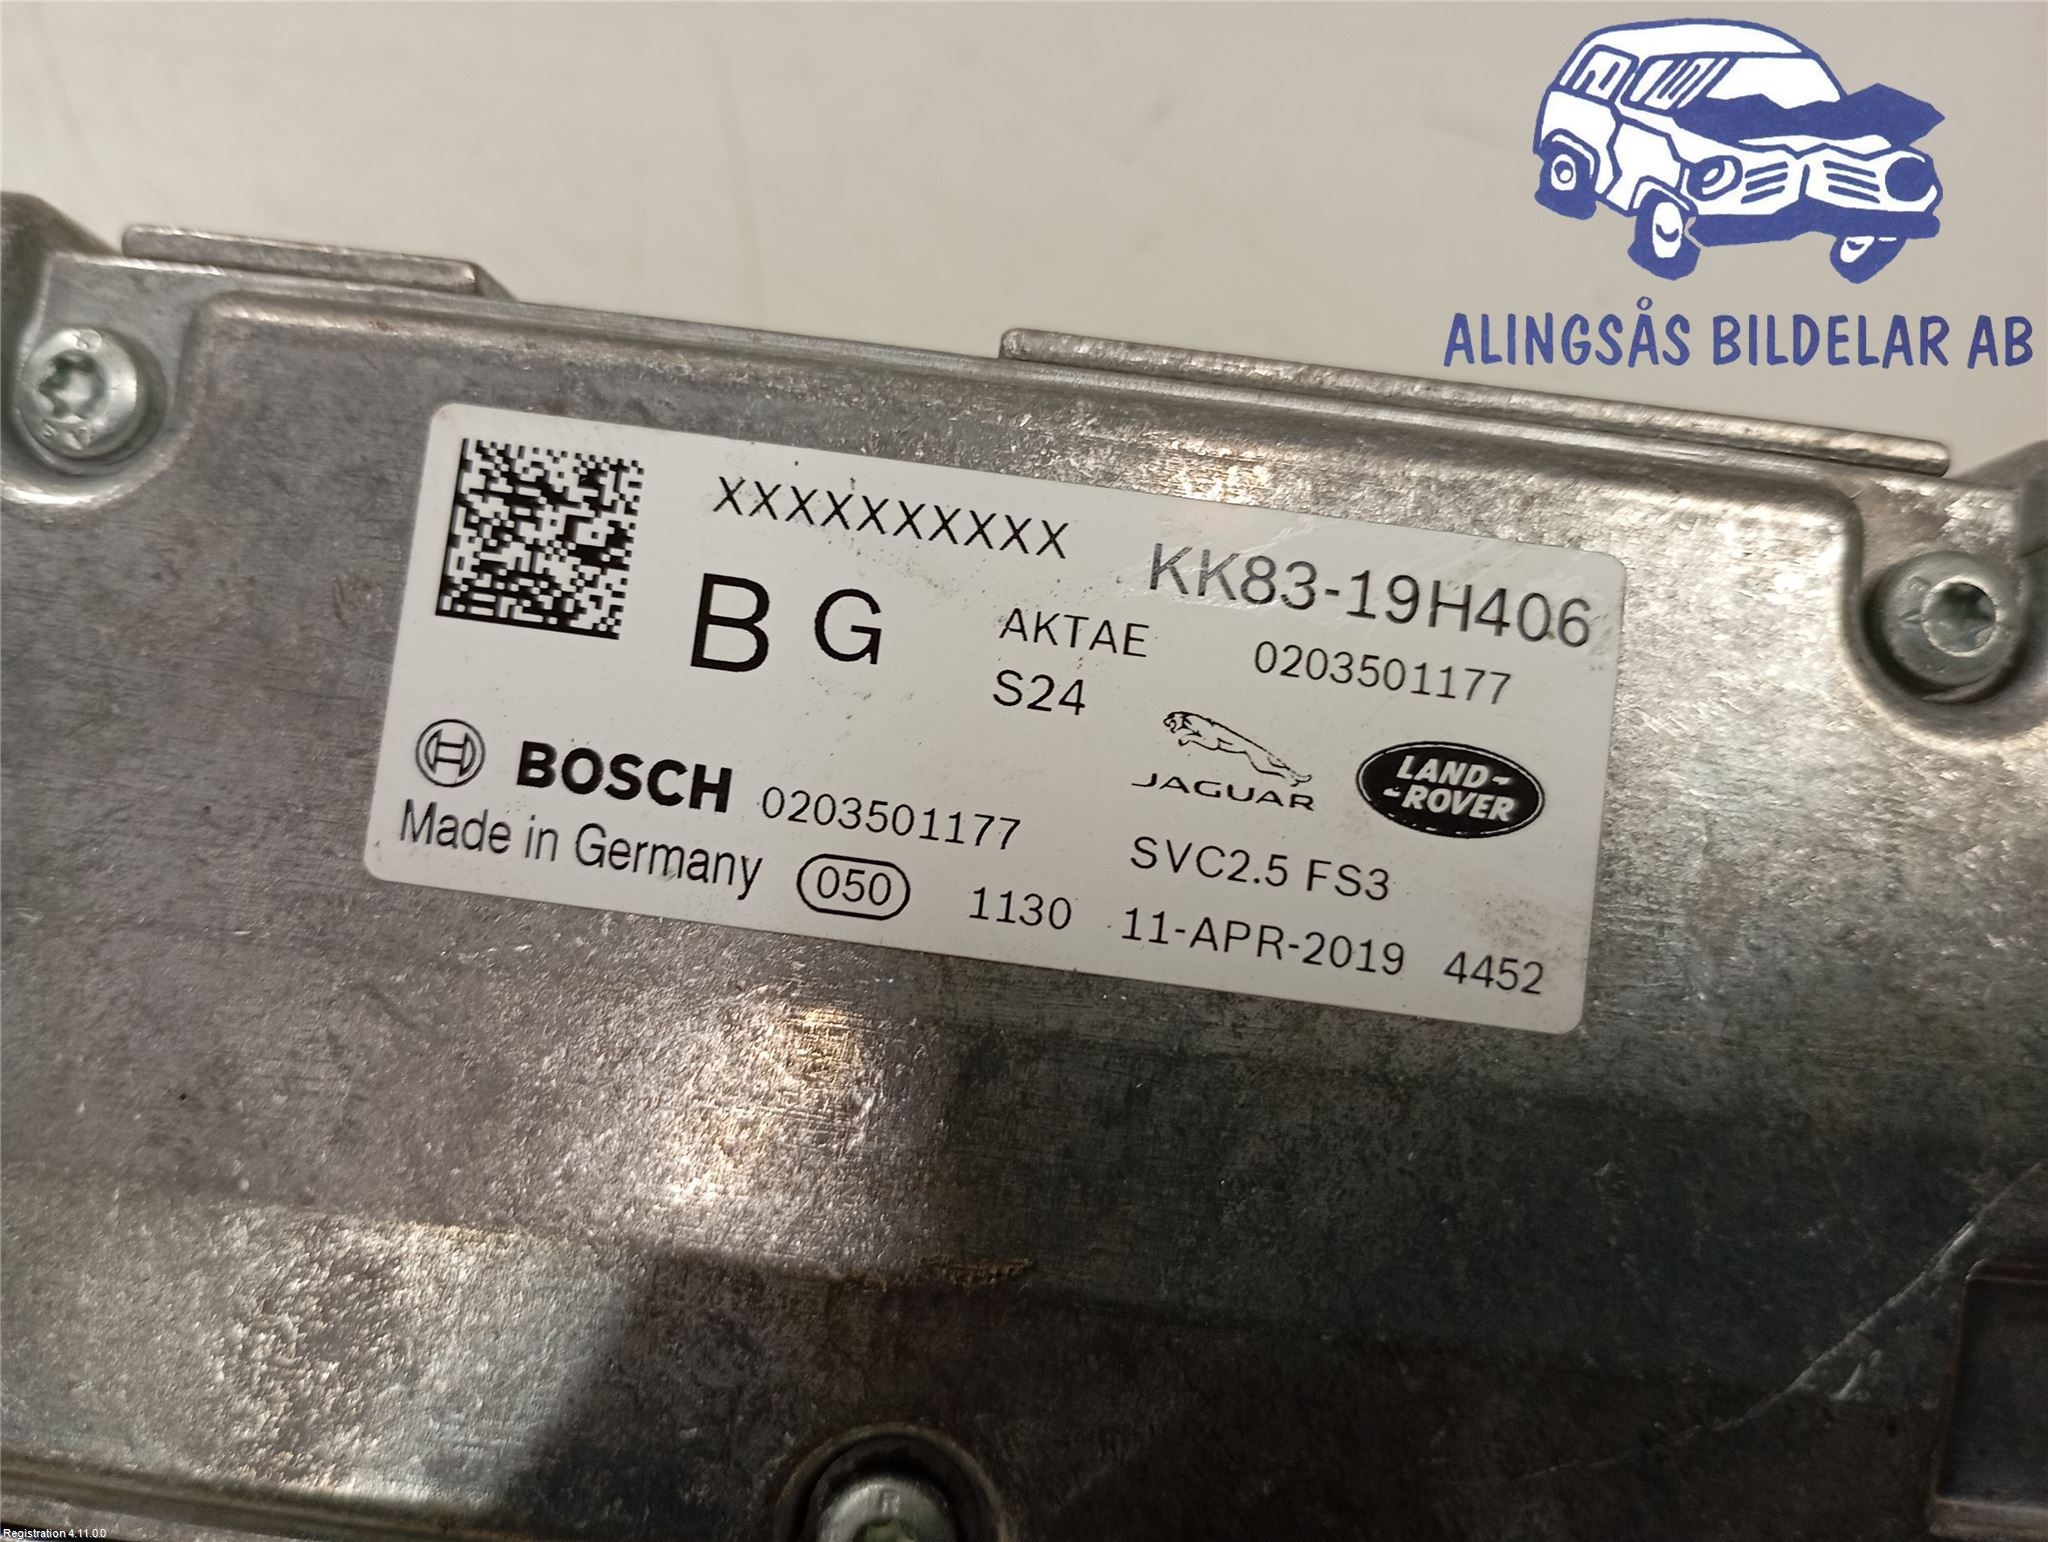 ALINGSÅS BILDELAR AB
XXXXXXXXXX KK83-19H406
B G AKTAE 0203501177
S24
BOSCH 0203501177 JAGUAR LAND-ROVER
Made in Germany 050 SVC2.5 FS3
1130 11-APR-2019 4452
R
Registration 4.11.0.0